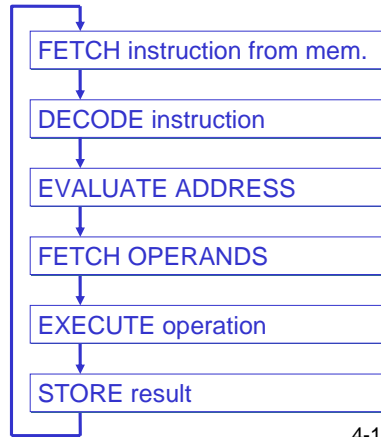 FETCH instruction from mem.
DECODE instruction
EVALUATE ADDRESS
FETCH OPERANDS
EXECUTE operation
STORE result
4-1